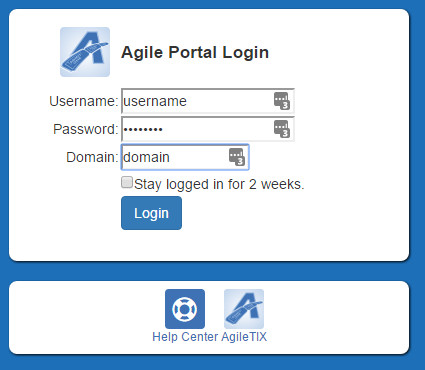 Agile Portal Login
Username: username
Password: ••••••••
Domain: domain
Stay logged in for 2 weeks.
Login
Help Center AgileTIX